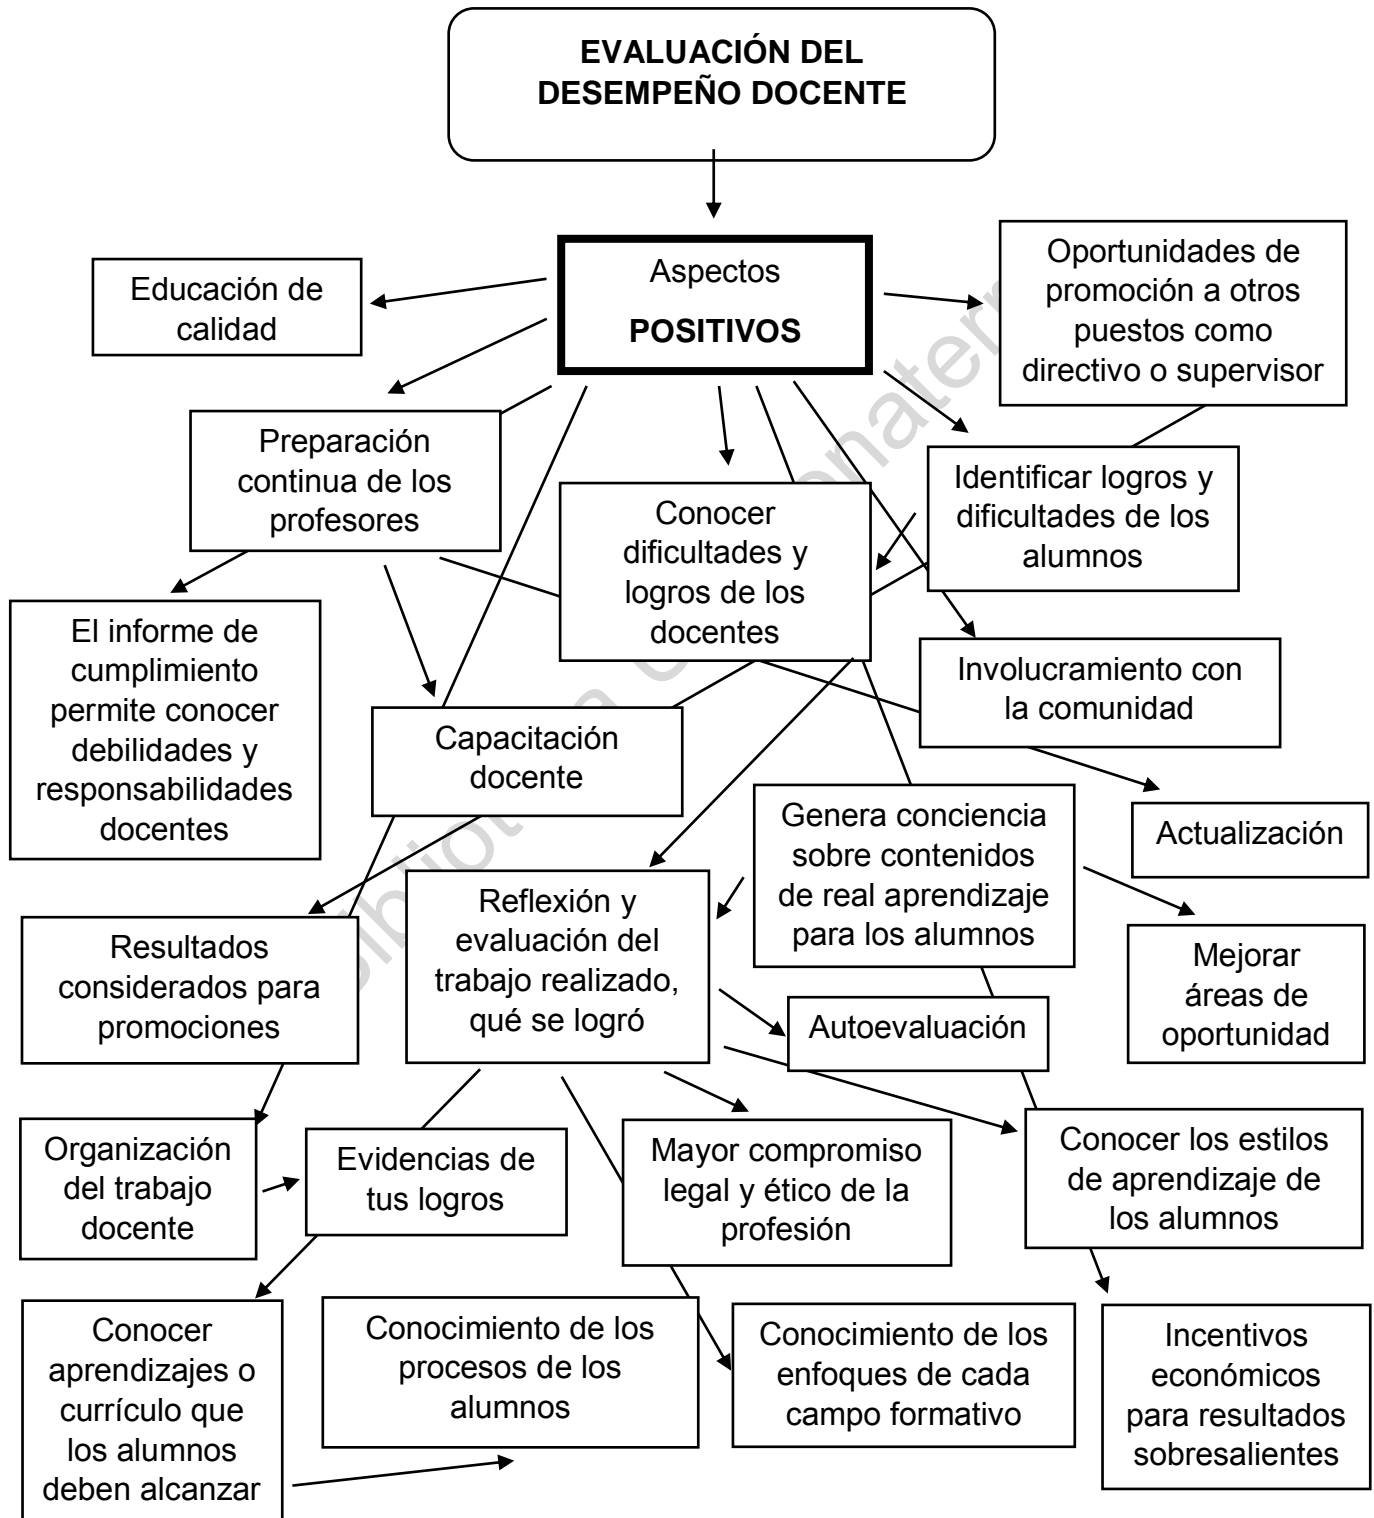 EVALUACIÓN DEL
DESEMPEÑO DOCENTE
Aspectos
POSITIVOS
Educación de
calidad
Oportunidades de
promoción a otros
puestos como
directivo o supervisor
Preparación
continua de los
profesores
Conocer
dificultades y
logros de los
docentes
Identificar logros y
dificultades de los
alumnos
El informe de
cumplimiento
permite conocer
debilidades y
responsabilidades
docentes
Capacitación
docente
Involucramiento con
la comunidad
Actualización
Genera conciencia
sobre contenidos
de real aprendizaje
para los alumnos
Reflexión y
evaluación del
trabajo realizado,
qué se logró
Resultados
considerados para
promociones
Autoevaluación
Mejorar
áreas de
oportunidad
Organización
del trabajo
docente
Evidencias de
tus logros
Mayor compromiso
legal y ético de la
profesión
Conocer los estilos
de aprendizaje de
los alumnos
Conocer
aprendizajes o
currículo que
los alumnos
deben alcanzar
Conocimiento de los
procesos de los
alumnos
Conocimiento de los
enfoques de cada
campo formativo
Incentivos
económicos
para resultados
sobresalientes